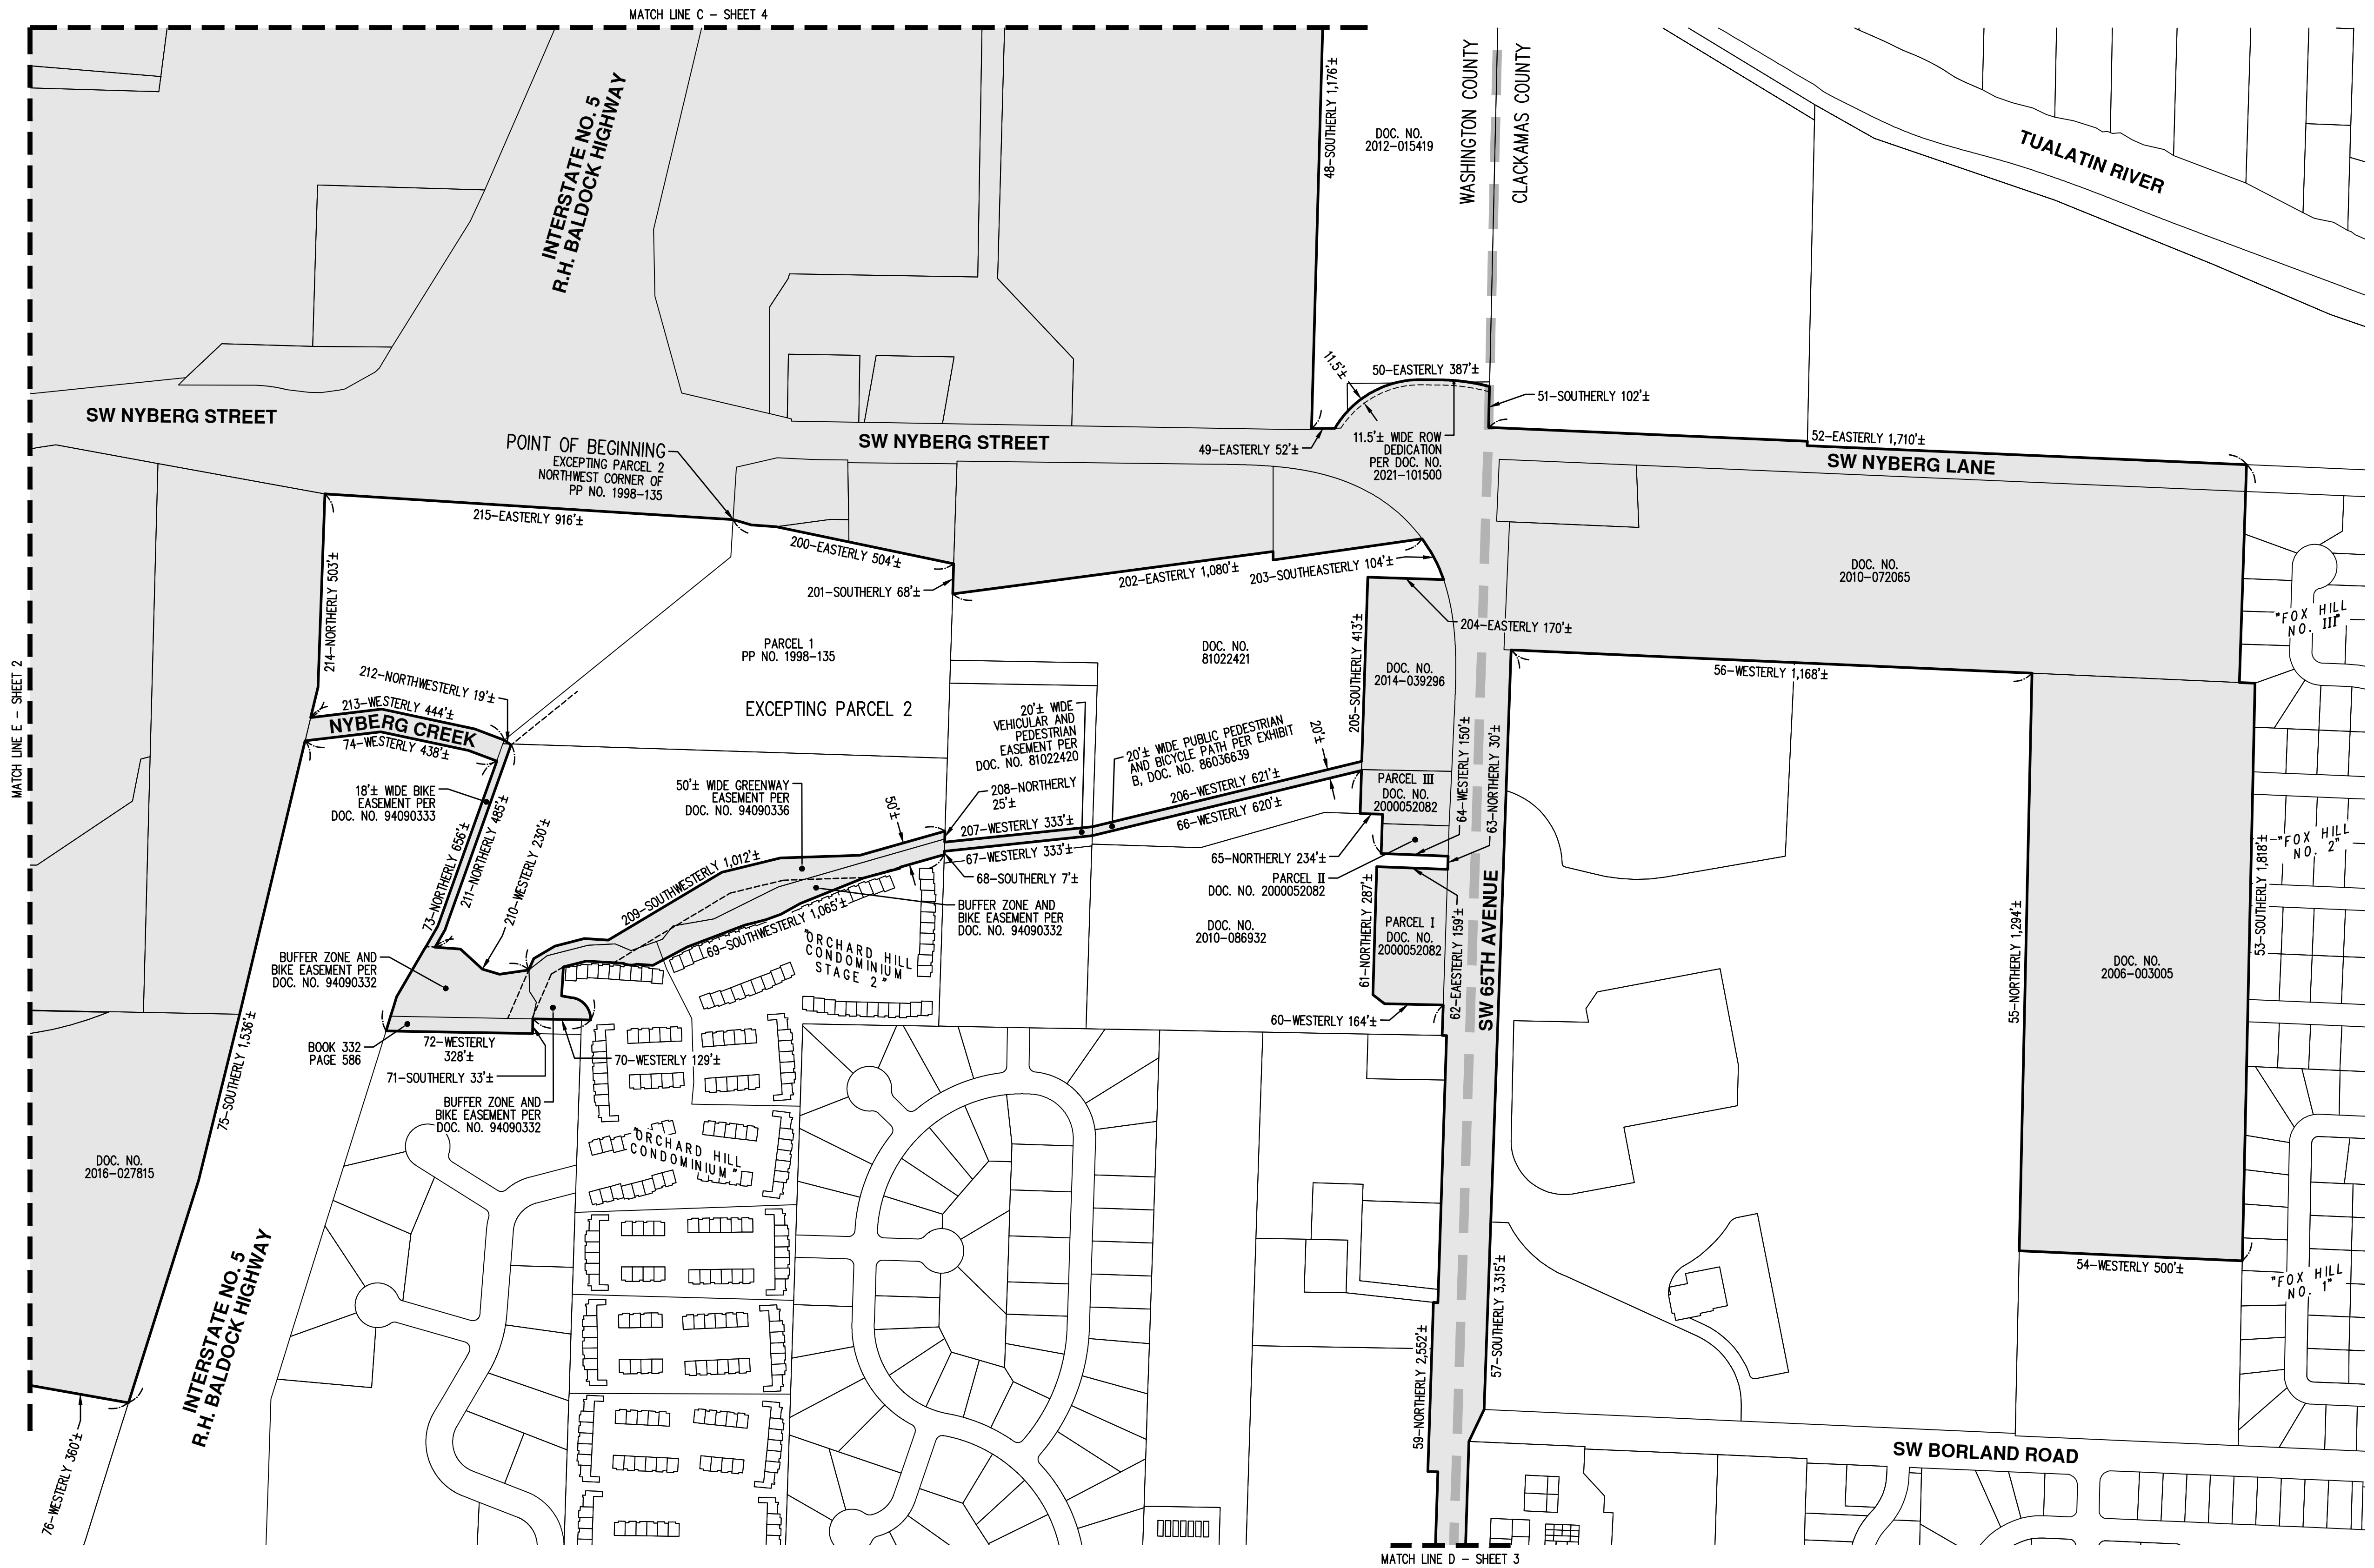 MATCH LINE C – SHEET 4
INTERSTATE NO. 5
R.H. BALDOCK HIGHWAY
48–SOUTHERLY 1,176'±
DOC. NO.
2012–015419
WASHINGTON COUNTY
CLACKAMAS COUNTY
TUALATIN RIVER
SW NYBERG STREET
POINT OF BEGINNING
EXCEPTING PARCEL 2
NORTHWEST CORNER OF
PP NO. 1998–135
SW NYBERG STREET
11.5'±
50–EASTERLY 387'±
51–SOUTHERLY 102'±
49–EASTERLY 52'±
11.5'± WIDE ROW
DEDICATION
PER DOC. NO.
2021–101500
52–EASTERLY 1,710'±
SW NYBERG LANE
215–EASTERLY 916'±
200–EASTERLY 504'±
201–SOUTHERLY 68'±
202–EASTERLY 1,080'±
203–SOUTHEASTERLY 104'±
204–EASTERLY 170'±
DOC. NO.
2010–072065
"FOX HILL
NO. III"
MATCH LINE E – SHEET 2
214–NORTHERLY 503'±
212–NORTHWESTERLY 19'±
213–WESTERLY 444'±
NYBERG CREEK
74–WESTERLY 438'±
PARCEL 1
PP NO. 1998–135
EXCEPTING PARCEL 2
DOC. NO.
81022421
205–SOUTHERLY 413'±
DOC. NO.
2014–039296
56–WESTERLY 1,168'±
20'± WIDE
VEHICULAR AND
PEDESTRIAN
EASEMENT PER
DOC. NO. 81022420
20'± WIDE PUBLIC PEDESTRIAN
AND BICYCLE PATH PER EXHIBIT
B, DOC. NO. 86036639
20'±
206–WESTERLY 621'±
66–WESTERLY 620'±
PARCEL III
DOC. NO.
2000052082
64–WESTERLY 150'±
63–NORTHERLY 30'±
18'± WIDE BIKE
EASEMENT PER
DOC. NO. 94090333
50'± WIDE GREENWAY
EASEMENT PER
DOC. NO. 94090336
50'±
208–NORTHERLY
25'±
207–WESTERLY 333'±
67–WESTERLY 333'±
68–SOUTHERLY 7'±
65–NORTHERLY 234'±
PARCEL II
DOC. NO. 2000052082
73–NORTHERLY 656'±
211–NORTHERLY 485'±
210–WESTERLY 230'±
209–SOUTHWESTERLY 1,012'±
69–SOUTHWESTERLY 1,065'±
BUFFER ZONE AND
BIKE EASEMENT PER
DOC. NO. 94090332
"ORCHARD HILL
CONDOMINIUM
STAGE 2"
DOC. NO.
2010–086932
61–NORTHERLY 287'±
PARCEL I
DOC. NO.
2000052082
62–EAESTERLY 159'±
SW 65TH AVENUE
53–SOUTHERLY 1,818'±
"FOX HILL
NO. 2"
55–NORTHERLY 1,294'±
DOC. NO.
2006–003005
BUFFER ZONE AND
BIKE EASEMENT PER
DOC. NO. 94090332
60–WESTERLY 164'±
BOOK 332
PAGE 586
72–WESTERLY
328'±
70–WESTERLY 129'±
71–SOUTHERLY 33'±
75–SOUTHERLY 1,536'±
BUFFER ZONE AND
BIKE EASEMENT PER
DOC. NO. 94090332
"ORCHARD HILL
CONDOMINIUM"
DOC. NO.
2016–027815
INTERSTATE NO. 5
R.H. BALDOCK HIGHWAY
54–WESTERLY 500'±
"FOX HILL
NO. 1"
57–SOUTHERLY 3,315'±
59–NORTHERLY 2,552'±
76–WESTERLY 360'±
SW BORLAND ROAD
MATCH LINE D – SHEET 3